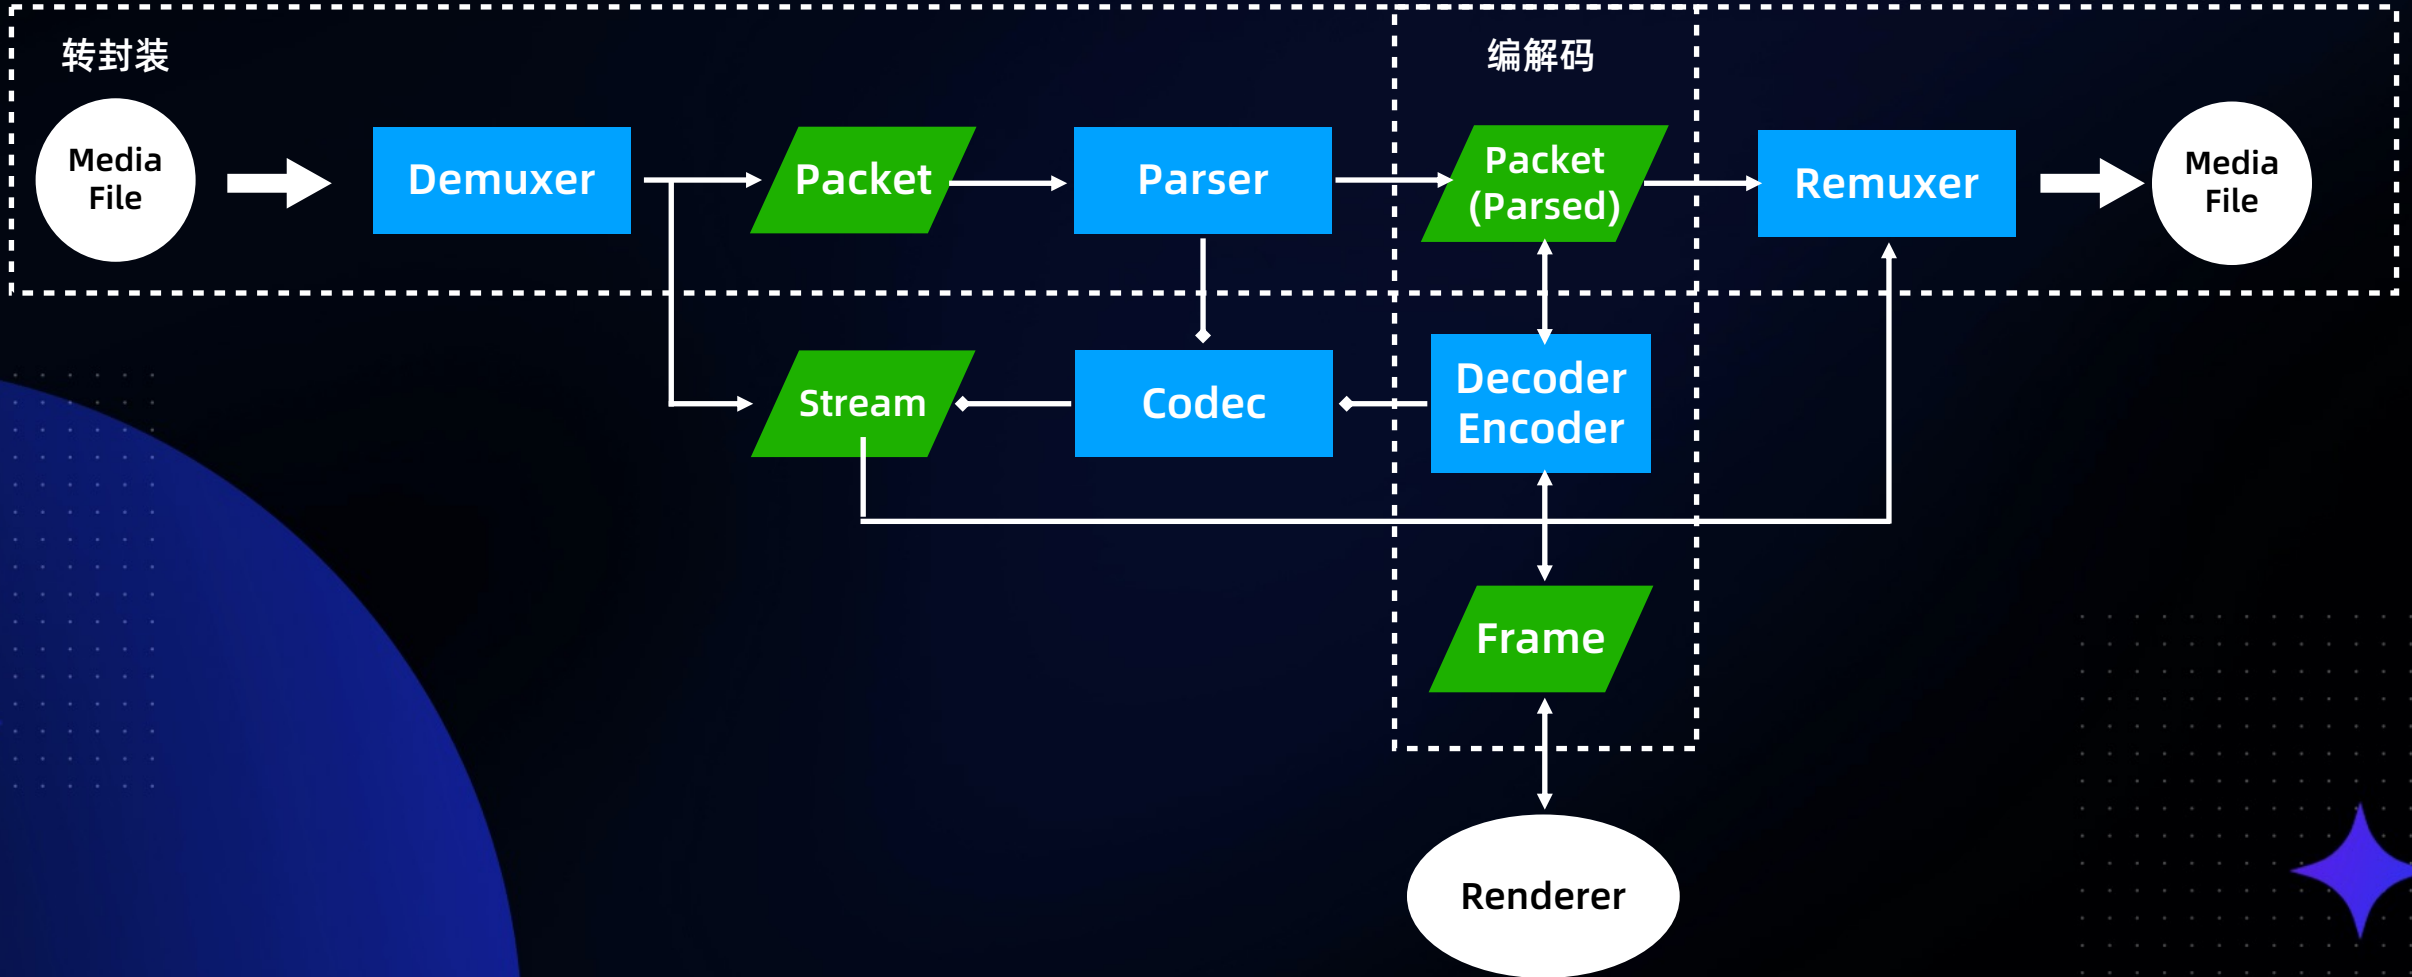 转封装
编解码
Media
File
Demuxer
Packet
Parser
Packet
(Parsed)
Remuxer
Media
File
Stream
Codec
Decoder
Encoder
Frame
Renderer